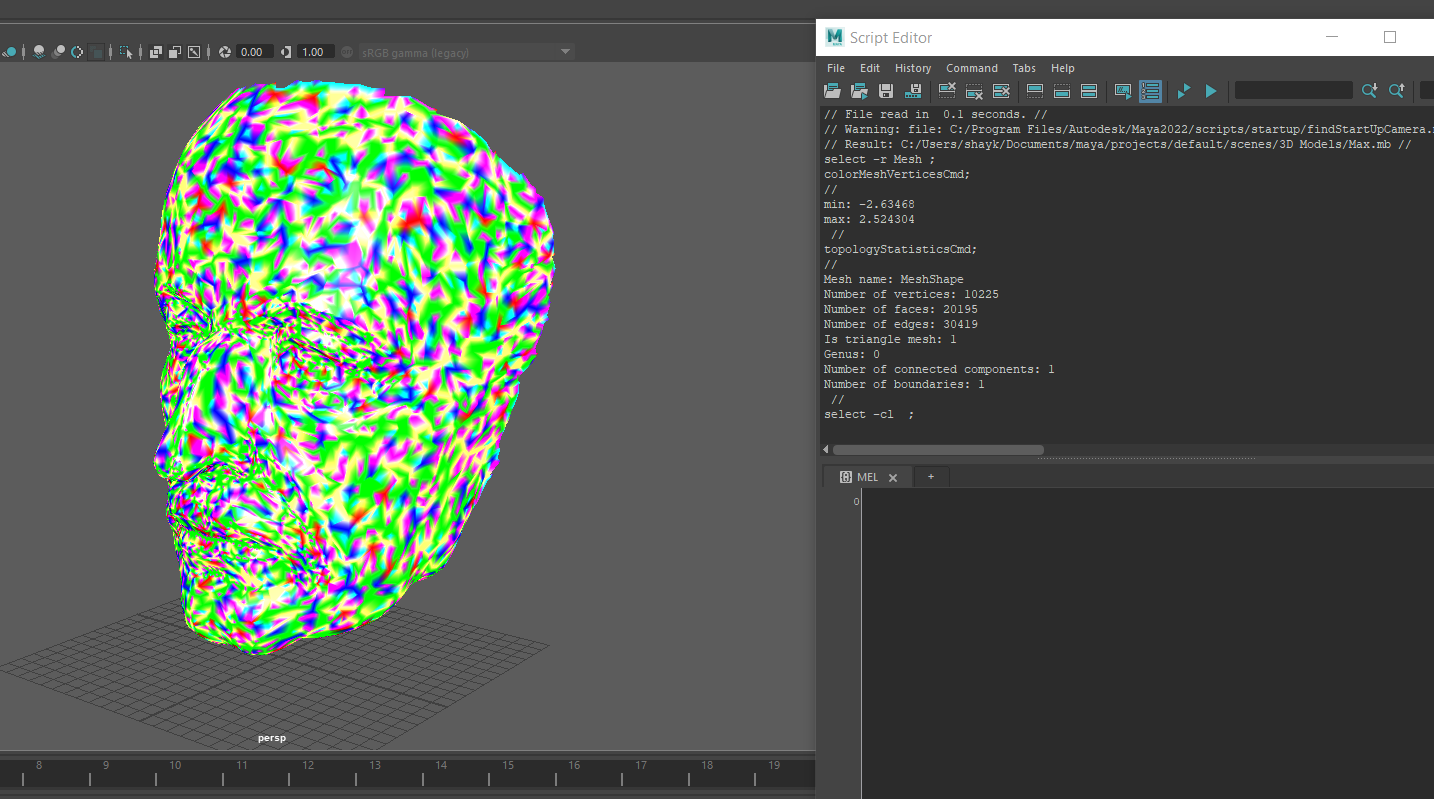 0.00
1.00
sRGB gamma (legacy)
persp
8 9 10 11 12 13 14 15 16 17 18 19
Script Editor
File Edit History Command Tabs Help
// File read in  0.1 seconds. //
// Warning: file: C:/Program Files/Autodesk/Maya2022/scripts/startup/findStartUpCamera.
// Result: C:/Users/shayk/Documents/maya/projects/default/scenes/3D Models/Max.mb //
select -r Mesh ;
colorMeshVerticesCmd;
//
min: -2.63468
max: 2.524304
 //
topologyStatisticsCmd;
//
Mesh name: MeshShape
Number of vertices: 10225
Number of faces: 20195
Number of edges: 30419
Is triangle mesh: 1
Genus: 0
Number of connected components: 1
Number of boundaries: 1
 //
select -cl  ;
MEL
+
0